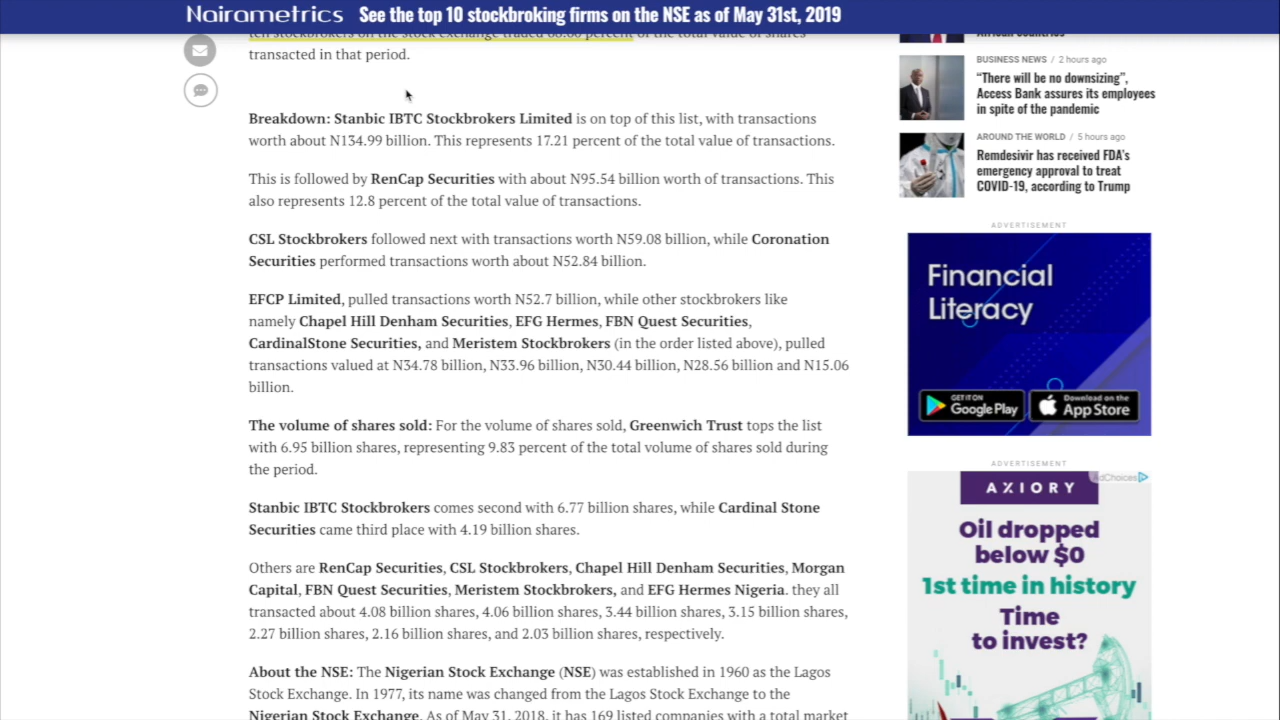 Nairametrics See the top 10 stockbroking firms on the NSE as of May 31st, 2019
ten stockbrokers on the stock exchange traded 66.66 percent of the total value of shares
transacted in that period.
Breakdown: Stanbic IBTC Stockbrokers Limited is on top of this list, with transactions
worth about N134.99 billion. This represents 17.21 percent of the total value of transactions.
This is followed by RenCap Securities with about N95.54 billion worth of transactions. This
also represents 12.8 percent of the total value of transactions.
CSL Stockbrokers followed next with transactions worth N59.08 billion, while Coronation
Securities performed transactions worth about N52.84 billion.
EFCP Limited, pulled transactions worth N52.7 billion, while other stockbrokers like
namely Chapel Hill Denham Securities, EFG Hermes, FBN Quest Securities,
CardinalStone Securities, and Meristem Stockbrokers (in the order listed above), pulled
transactions valued at N34.78 billion, N33.96 billion, N30.44 billion, N28.56 billion and N15.06
billion.
The volume of shares sold: For the volume of shares sold, Greenwich Trust tops the list
with 6.95 billion shares, representing 9.83 percent of the total volume of shares sold during
the period.
Stanbic IBTC Stockbrokers comes second with 6.77 billion shares, while Cardinal Stone
Securities came third place with 4.19 billion shares.
Others are RenCap Securities, CSL Stockbrokers, Chapel Hill Denham Securities, Morgan
Capital, FBN Quest Securities, Meristem Stockbrokers, and EFG Hermes Nigeria. they all
transacted about 4.08 billion shares, 4.06 billion shares, 3.44 billion shares, 3.15 billion shares,
2.27 billion shares, 2.16 billion shares, and 2.03 billion shares, respectively.
About the NSE: The Nigerian Stock Exchange (NSE) was established in 1960 as the Lagos
Stock Exchange. In 1977, its name was changed from the Lagos Stock Exchange to the
Nigerian Stock Exchange. As of May 31, 2018, it has 169 listed companies with a total market
African countries
BUSINESS NEWS / 2 hours ago
“There will be no downsizing”,
Access Bank assures its employees
in spite of the pandemic
AROUND THE WORLD / 5 hours ago
Remdesivir has received FDA’s
emergency approval to treat
COVID-19, according to Trump
ADVERTISEMENT
Financial
Literacy
GET IT ON
Google Play
Download on the
App Store
ADVERTISEMENT
AdChoices
AXIORY
Oil dropped
below $0
1st time in history
Time
to invest?